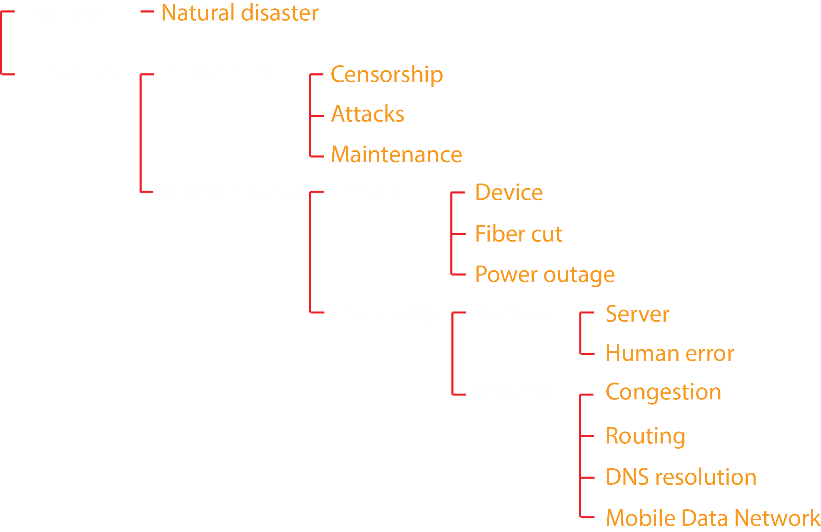 Natural disaster
Censorship
Attacks
Maintenance
Device
Fiber cut
Power outage
Server
Human error
Congestion
Routing
DNS resolution
Mobile Data Network